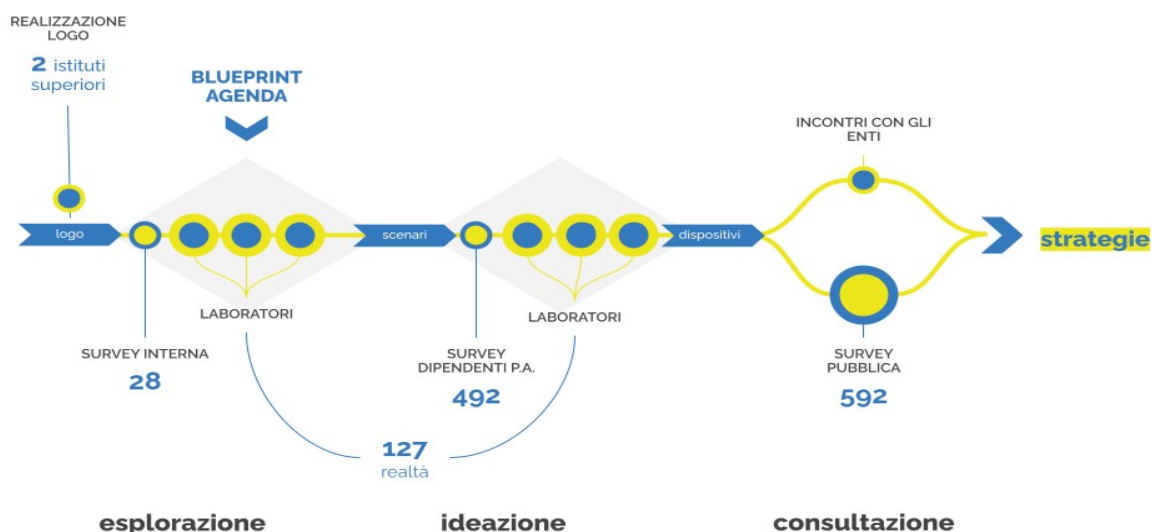 REALIZZAZIONE
LOGO
2 istituti
superiori
BLUEPRINT
AGENDA
INCONTRI CON GLI
ENTI
logo
scenari
dispositivi
strategie
LABORATORI
LABORATORI
SURVEY INTERNA
28
SURVEY
DIPENDENTI P.A.
492
SURVEY
PUBBLICA
592
127
realtà
esplorazione
ideazione
consultazione